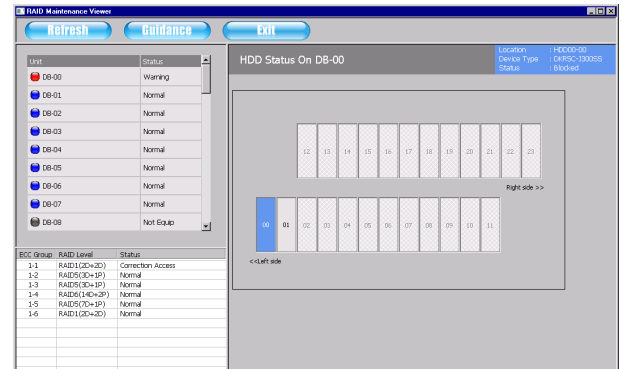 RAID Maintenance Viewer
Refresh Guidance Exit
Unit Status
DB-00 Warning
DB-01 Normal
DB-02 Normal
DB-03 Normal
DB-04 Normal
DB-05 Normal
DB-06 Normal
DB-07 Normal
DB-08 Not Equip
ECC Group RAID Level Status
1-1 RAID1(2D+2D) Correction Access
1-2 RAID5(3D+1P) Normal
1-3 RAID5(3D+1P) Normal
1-4 RAID6(14D+2P) Normal
1-5 RAID5(7D+1P) Normal
1-6 RAID1(2D+2D) Normal
HDD Status On DB-00
Location : HDD00-00
Device Type : DKR5C-J300SS
Status : Blocked
12 13 14 15 16 17 18 19 20 21 22 23
Right side >>
00 01 02 03 04 05 06 07 08 09 10 11
<<Left side